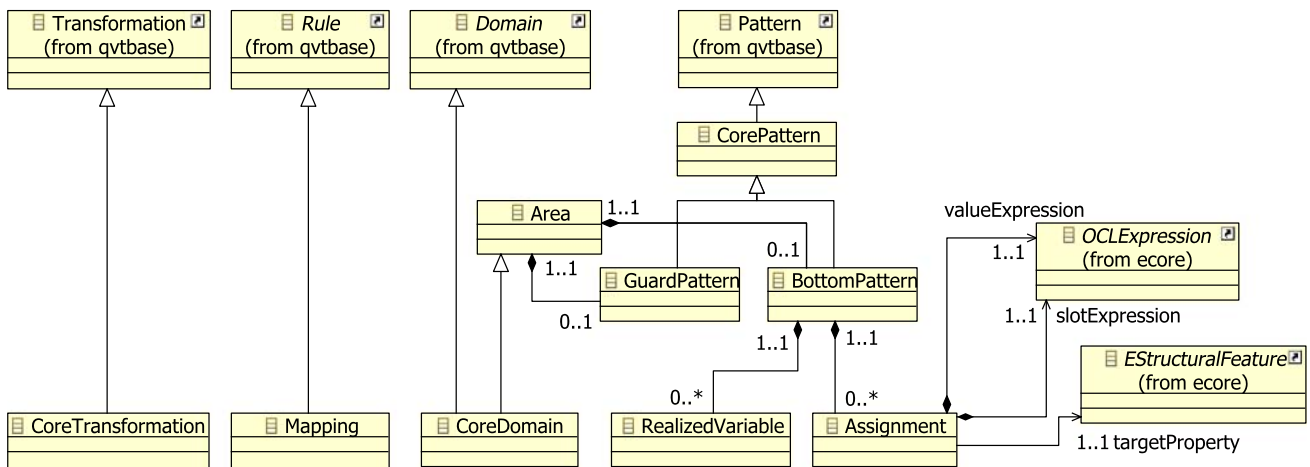 Transformation
(from qvtbase)
Rule
(from qvtbase)
Domain
(from qvtbase)
Pattern
(from qvtbase)
CorePattern
Area
1..1
valueExpression
OCLExpression
(from ecore)
1..1
0..1
1..1
GuardPattern
BottomPattern
0..1
1..1
slotExpression
1..1
1..1
EStructuralFeature
(from ecore)
0..*
0..*
CoreTransformation
Mapping
CoreDomain
RealizedVariable
Assignment
1..1 targetProperty